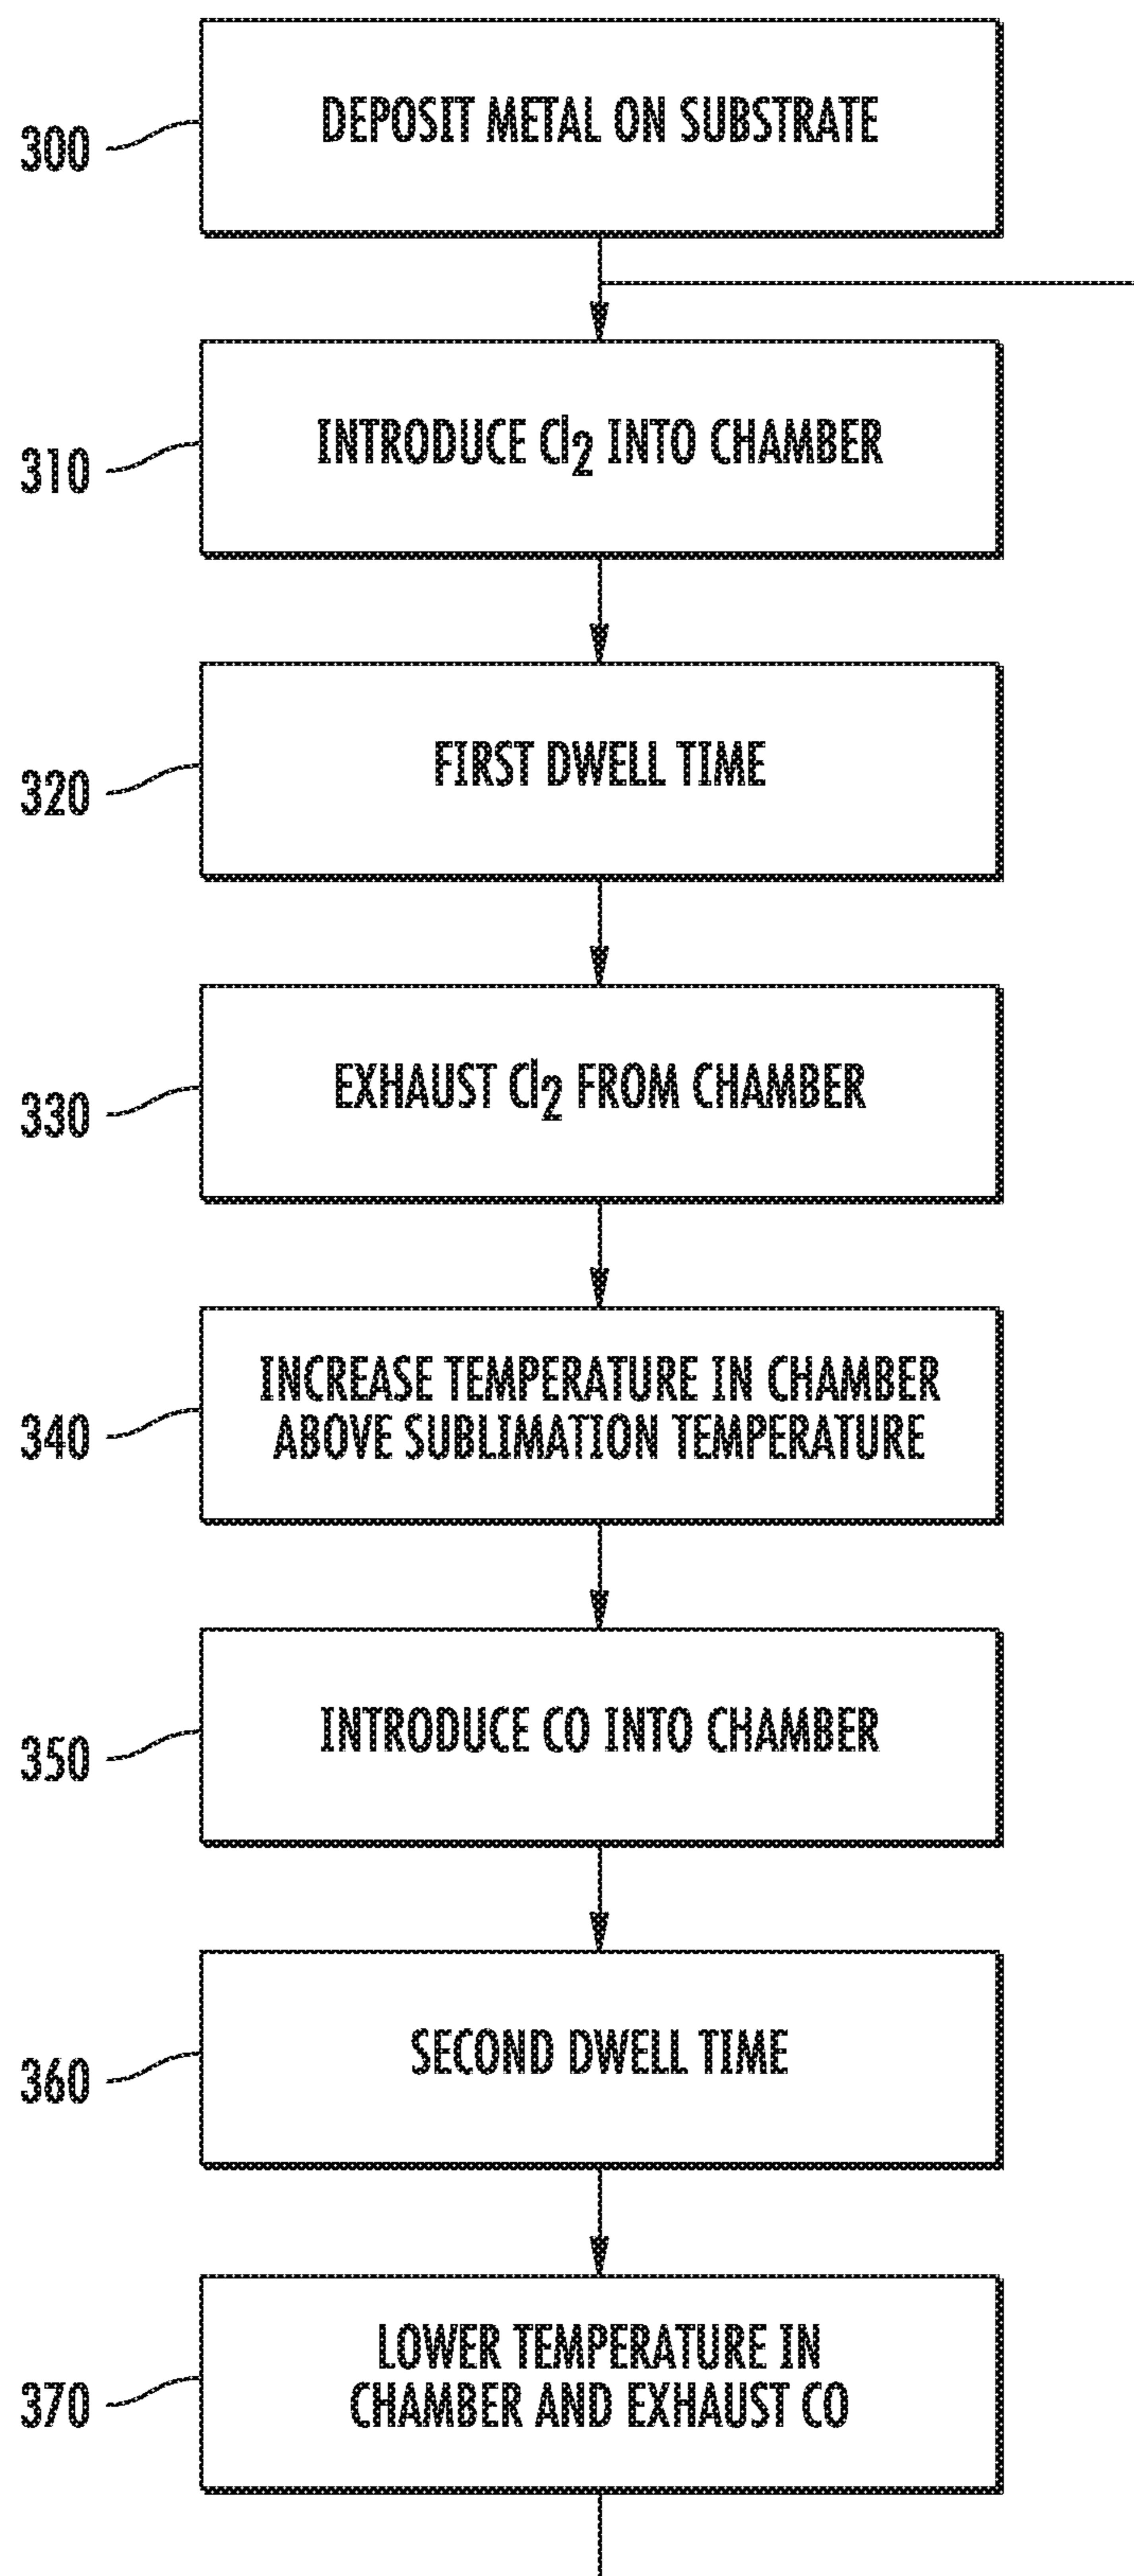 300
DEPOSIT METAL ON SUBSTRATE
310
INTRODUCE Cl₂ INTO CHAMBER
320
FIRST DWELL TIME
330
EXHAUST Cl₂ FROM CHAMBER
340
INCREASE TEMPERATURE IN CHAMBER
ABOVE SUBLIMATION TEMPERATURE
350
INTRODUCE CO INTO CHAMBER
360
SECOND DWELL TIME
370
LOWER TEMPERATURE IN
CHAMBER AND EXHAUST CO